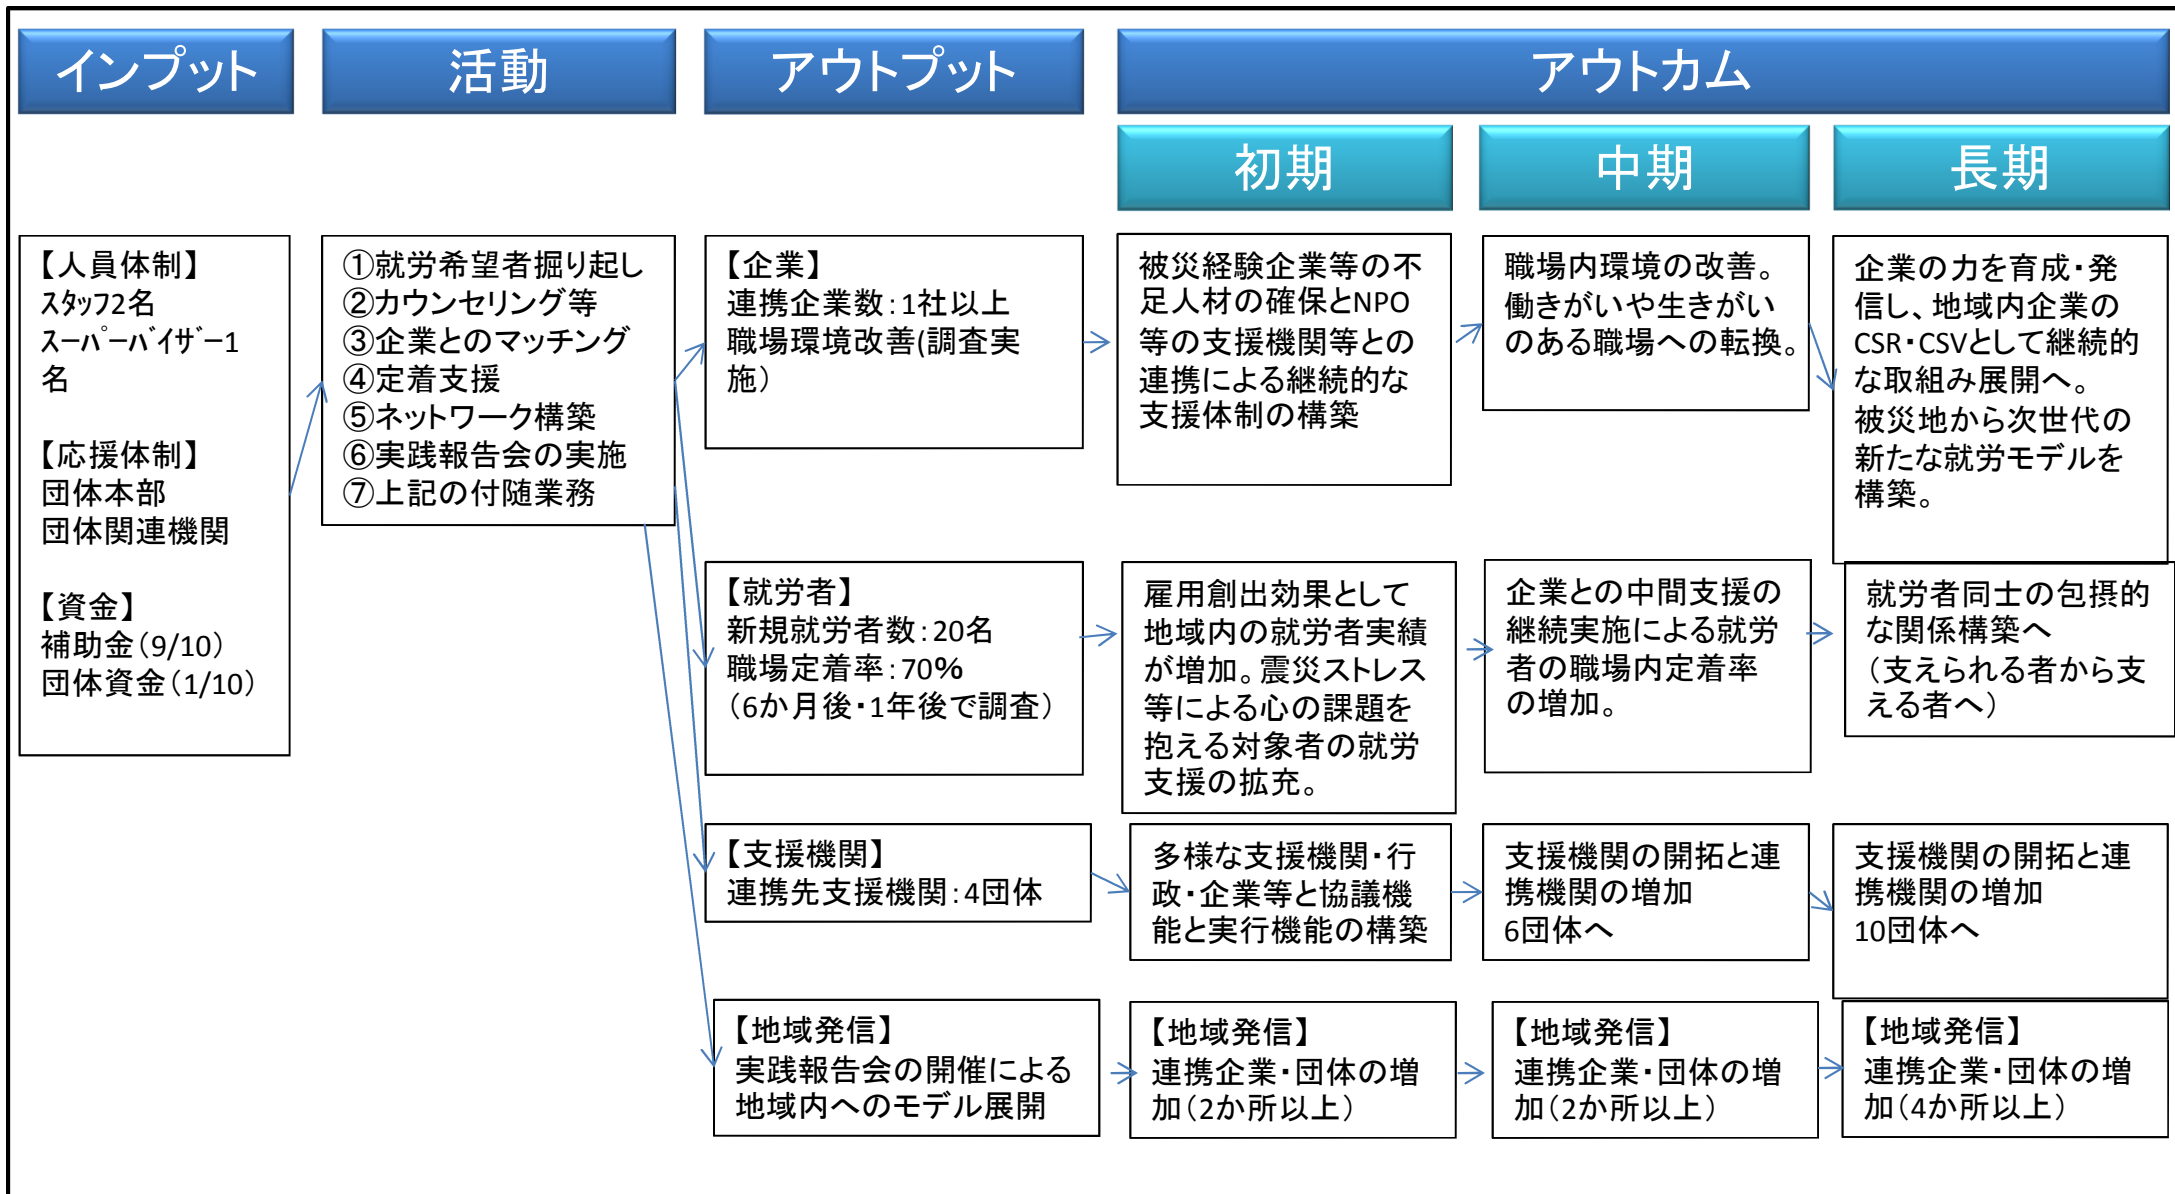 インプット
活動
アウトプット
アウトカム
初期
中期
長期
【人員体制】
ｽﾀｯﾌ2名
ｽｰﾊﾟｰﾊﾞｲｻﾞｰ1
名
【応援体制】
団体本部
団体関連機関
【資金】
補助金（9/10）
団体資金（1/10）
①就労希望者掘り起し
②カウンセリング等
③企業とのマッチング
④定着支援
⑤ネットワーク構築
⑥実践報告会の実施
⑦上記の付随業務
【企業】
連携企業数：1社以上
職場環境改善(調査実
施）
被災経験企業等の不
足人材の確保とNPO
等の支援機関等との
連携による継続的な
支援体制の構築
職場内環境の改善。
働きがいや生きがい
のある職場への転換。
企業の力を育成・発
信し、地域内企業の
CSR・CSVとして継続的
な取組み展開へ。
被災地から次世代の
新たな就労モデルを
構築。
【就労者】
新規就労者数：20名
職場定着率：70％
（6か月後・1年後で調査）
雇用創出効果として
地域内の就労者実績
が増加。震災ストレス
等による心の課題を
抱える対象者の就労
支援の拡充。
企業との中間支援の
継続実施による就労
者の職場内定着率
の増加。
就労者同士の包摂的
な関係構築へ
（支えられる者から支
える者へ）
【支援機関】
連携先支援機関：4団体
多様な支援機関・行
政・企業等と協議機
能と実行機能の構築
支援機関の開拓と連
携機関の増加
6団体へ
支援機関の開拓と連
携機関の増加
10団体へ
【地域発信】
実践報告会の開催による
地域内へのモデル展開
【地域発信】
連携企業・団体の増
加（2か所以上）
【地域発信】
連携企業・団体の増
加（2か所以上）
【地域発信】
連携企業・団体の増
加（4か所以上）